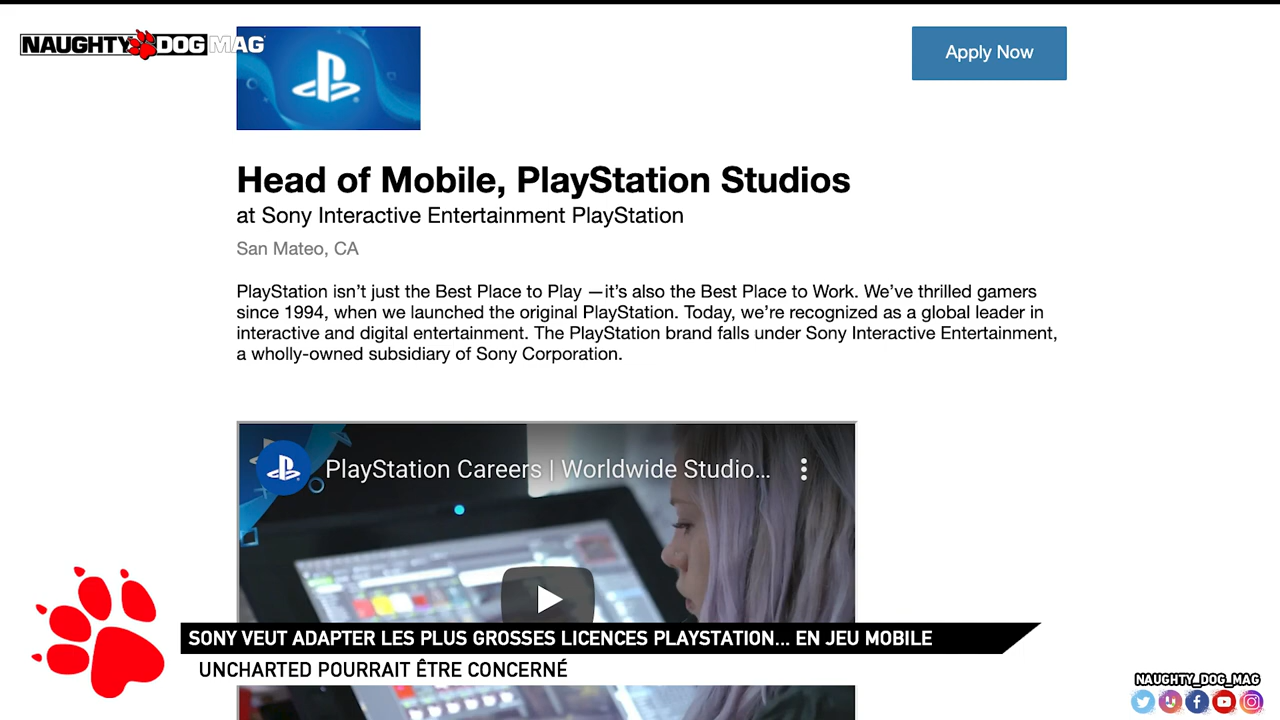 NAUGHTY DOG MAG
Apply Now
Head of Mobile, PlayStation Studios
at Sony Interactive Entertainment PlayStation
San Mateo, CA
PlayStation isn’t just the Best Place to Play —it’s also the Best Place to Work. We’ve thrilled gamers
since 1994, when we launched the original PlayStation. Today, we’re recognized as a global leader in
interactive and digital entertainment. The PlayStation brand falls under Sony Interactive Entertainment,
a wholly-owned subsidiary of Sony Corporation.
PlayStation Careers | Worldwide Studio...
SONY VEUT ADAPTER LES PLUS GROSSES LICENCES PLAYSTATION... EN JEU MOBILE
UNCHARTED POURRAIT ÊTRE CONCERNÉ
NAUGHTY_DOG_MAG